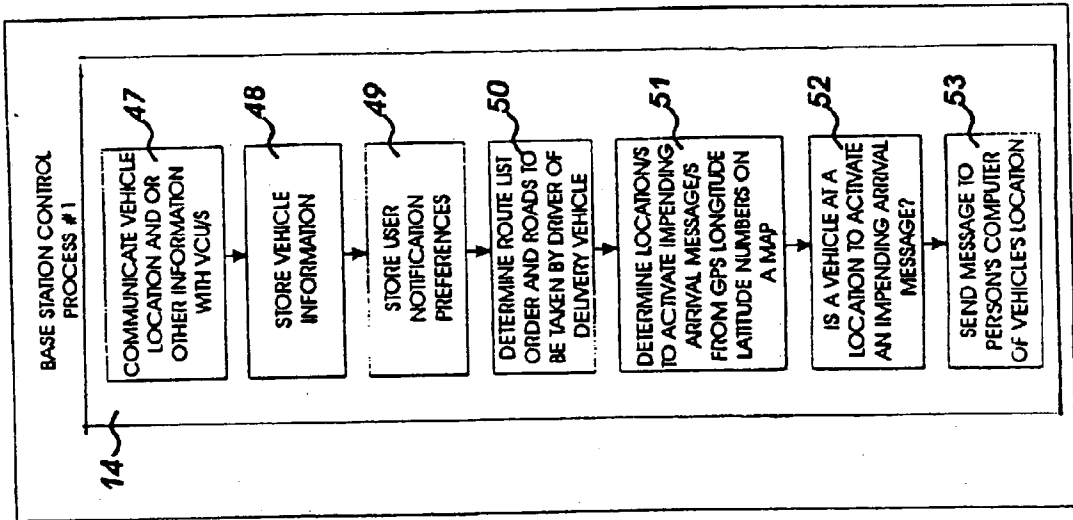 BASE STATION CONTROL
PROCESS # 1
14
47
COMMUNICATE VEHICLE
LOCATION AND OR
OTHER INFORMATION
WITH VCU/S
48
STORE VEHICLE
INFORMATION
49
STORE USER
NOTIFICATION
PREFERENCES
50
DETERMINE ROUTE LIST
ORDER AND ROADS TO
BE TAKEN BY DRIVER OF
DELIVERY VEHICLE
51
DETERMINE LOCATION/S
TO ACTIVATE IMPENDING
ARRIVAL MESSAGE/S
FROM GPS LONGITUDE
LATITUDE NUMBERS ON
A MAP
52
IS A VEHICLE AT A
LOCATION TO ACTIVATE
AN IMPENDING ARRIVAL
MESSAGE?
53
SEND MESSAGE TO
PERSON'S COMPUTER
OF VEHICLE'S LOCATION